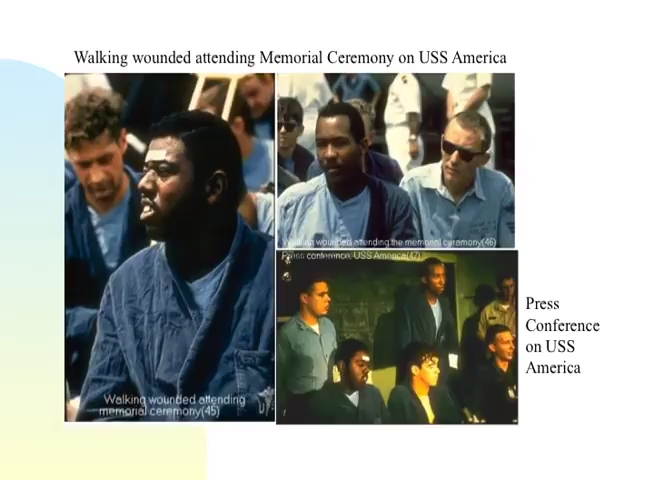 Walking wounded attending Memorial Ceremony on USS America
Walking wounded attending the memorial ceremony(46)
Press conference, USS America(47)
Press
Conference
on USS
America
Walking wounded attending
memorial ceremony(45)